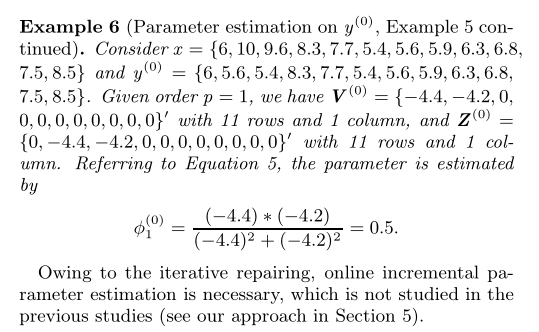 Example 6 (Parameter estimation on y^(0), Example 5 con-
tinued). Consider x = {6, 10, 9.6, 8.3, 7.7, 5.4, 5.6, 5.9, 6.3, 6.8,
7.5, 8.5} and y^(0) = {6, 5.6, 5.4, 8.3, 7.7, 5.4, 5.6, 5.9, 6.3, 6.8,
7.5, 8.5}. Given order p = 1, we have V^(0) = {−4.4, −4.2, 0,
0, 0, 0, 0, 0, 0, 0, 0}′ with 11 rows and 1 column, and Z^(0) =
{0, −4.4, −4.2, 0, 0, 0, 0, 0, 0, 0, 0}′ with 11 rows and 1 col-
umn. Referring to Equation 5, the parameter is estimated
by
ϕ_1^(0) = (−4.4) ∗ (−4.2) / (−4.4)^2 + (−4.2)^2 = 0.5.
Owing to the iterative repairing, online incremental pa-
rameter estimation is necessary, which is not studied in the
previous studies (see our approach in Section 5).